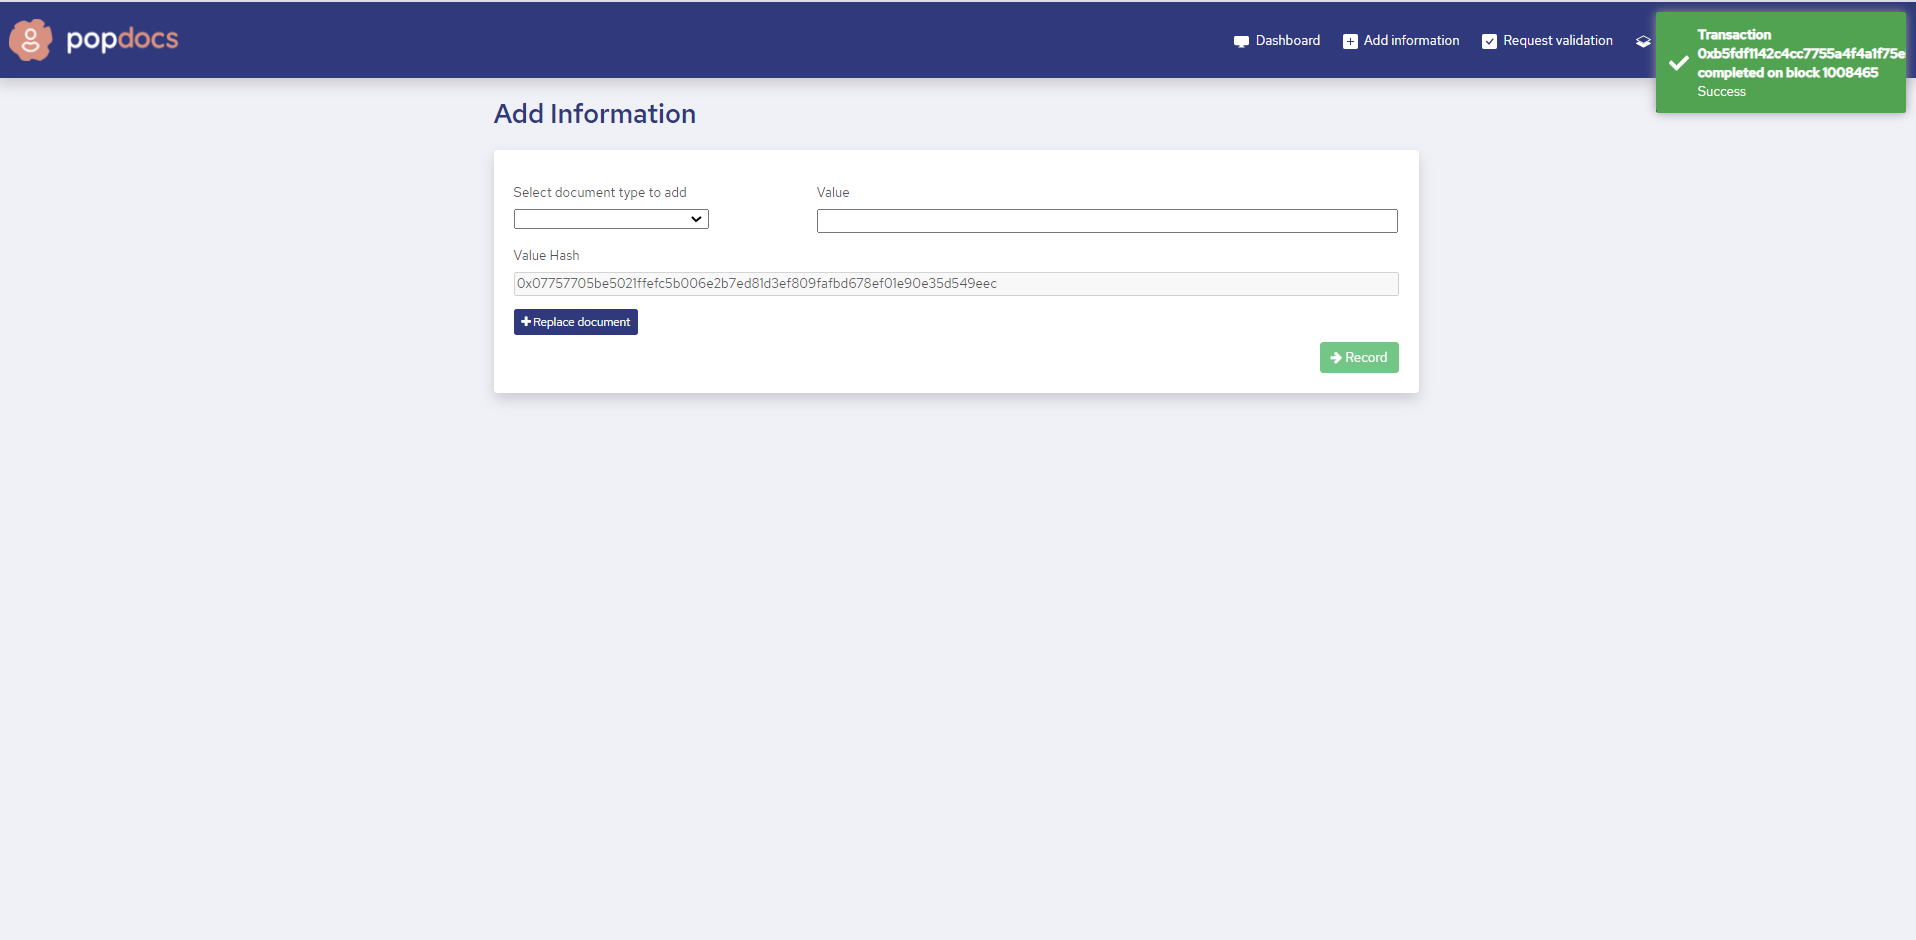 popdocs
Dashboard
Add information
Request validation
Transaction
0xb5fdf1142c4cc7755a4f4a1f75e
completed on block 1008465
Success
Add Information
Select document type to add
Value
Value Hash
0x07757705be5021ffefc5b006e2b7ed81d3ef809fafbd678ef01e90e35d549eec
Replace document
Record